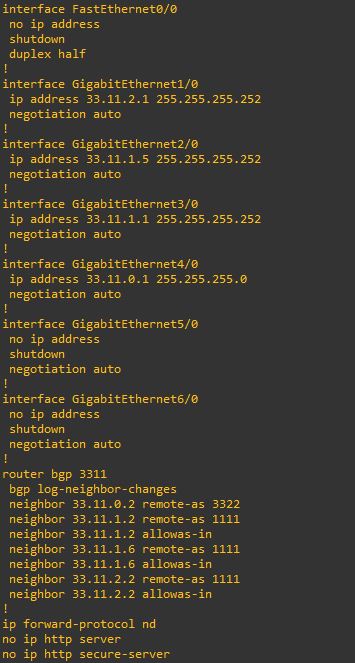 interface FastEthernet0/0
no ip address
shutdown
duplex half
!
interface GigabitEthernet1/0
ip address 33.11.2.1 255.255.255.252
negotiation auto
!
interface GigabitEthernet2/0
ip address 33.11.1.5 255.255.255.252
negotiation auto
!
interface GigabitEthernet3/0
ip address 33.11.1.1 255.255.255.252
negotiation auto
!
interface GigabitEthernet4/0
ip address 33.11.0.1 255.255.255.0
negotiation auto
!
interface GigabitEthernet5/0
no ip address
shutdown
negotiation auto
!
interface GigabitEthernet6/0
no ip address
shutdown
negotiation auto
!
router bgp 3311
bgp log-neighbor-changes
neighbor 33.11.0.2 remote-as 3322
neighbor 33.11.1.2 remote-as 1111
neighbor 33.11.1.2 allowas-in
neighbor 33.11.1.6 remote-as 1111
neighbor 33.11.1.6 allowas-in
neighbor 33.11.2.2 remote-as 1111
neighbor 33.11.2.2 allowas-in
!
ip forward-protocol nd
no ip http server
no ip http secure-server